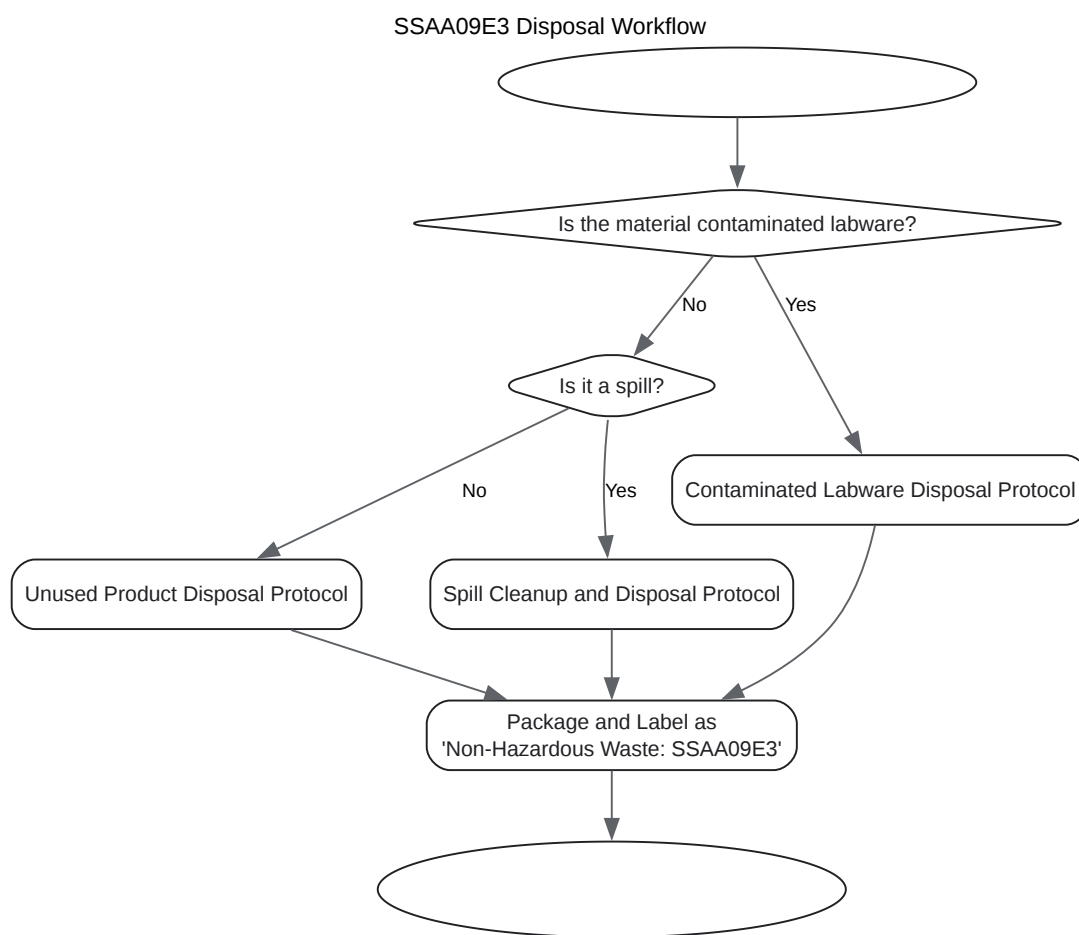 SSAA09E3 Disposal Workflow
Is the material contaminated labware?
No
Yes
Is it a spill?
No
Yes
Contaminated Labware Disposal Protocol
Unused Product Disposal Protocol
Spill Cleanup and Disposal Protocol
Package and Label as
'Non-Hazardous Waste: SSAA09E3'